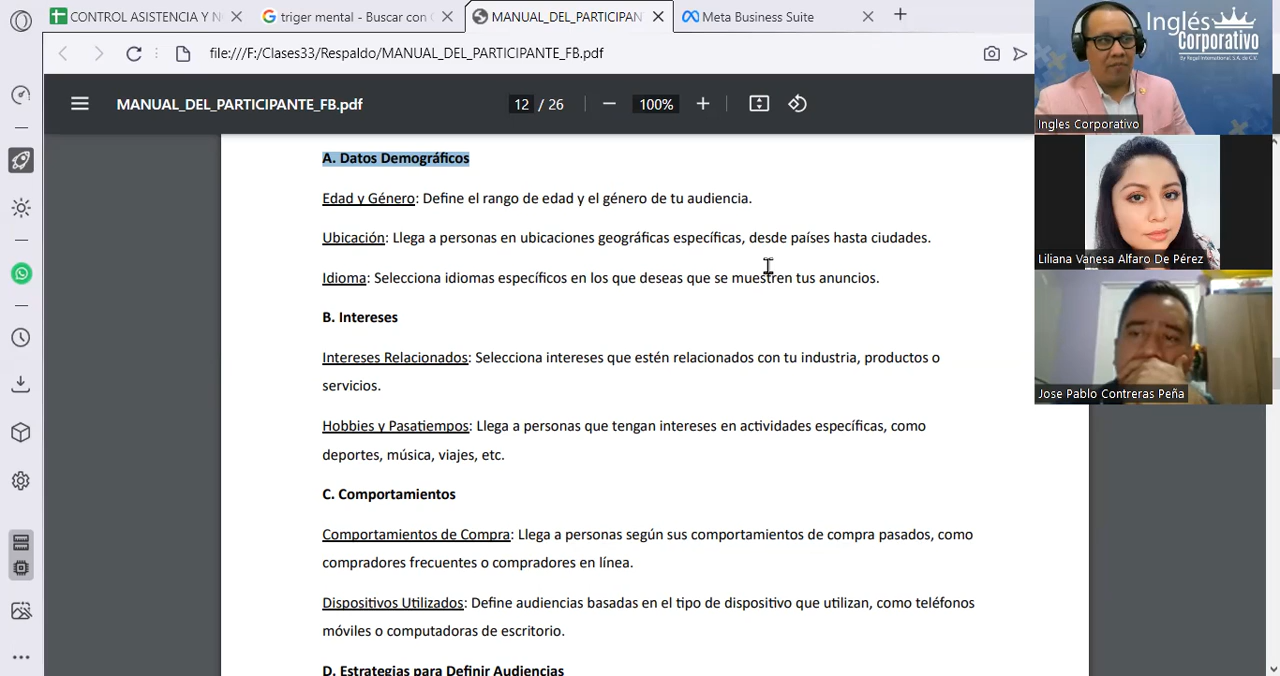 CONTROL ASISTENCIA Y N
triger mental - Buscar con G
MANUAL_DEL_PARTICIPAN
Meta Business Suite
file:///F:/Clases33/Respaldo/MANUAL_DEL_PARTICIPANTE_FB.pdf
MANUAL_DEL_PARTICIPANTE_FB.pdf
12 / 26
100%
A. Datos Demográficos
Edad y Género: Define el rango de edad y el género de tu audiencia.
Ubicación: Llega a personas en ubicaciones geográficas específicas, desde países hasta ciudades.
Idioma: Selecciona idiomas específicos en los que deseas que se muestren tus anuncios.
B. Intereses
Intereses Relacionados: Selecciona intereses que estén relacionados con tu industria, productos o
servicios.
Hobbies y Pasatiempos: Llega a personas que tengan intereses en actividades específicas, como
deportes, música, viajes, etc.
C. Comportamientos
Comportamientos de Compra: Llega a personas según sus comportamientos de compra pasados, como
compradores frecuentes o compradores en línea.
Dispositivos Utilizados: Define audiencias basadas en el tipo de dispositivo que utilizan, como teléfonos
móviles o computadoras de escritorio.
D. Estrategias para Definir Audiencias
Inglés
Corporativo
By Regal International, S.A. de C.V.
Ingles Corporativo
Liliana Vanesa Alfaro De Pérez
Jose Pablo Contreras Peña